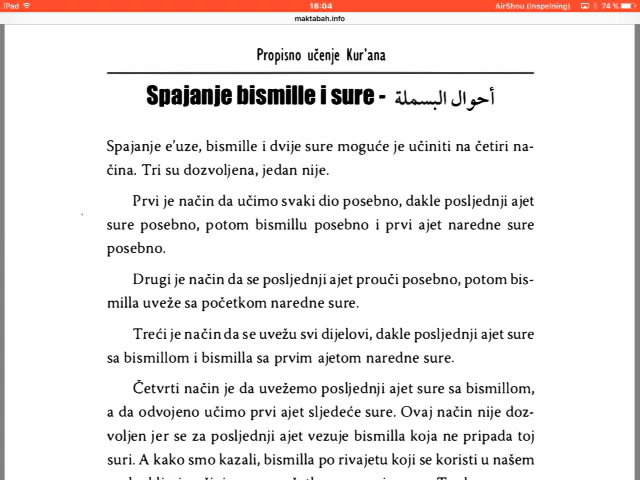 iPad 18:04 AirShou (Inspelning) 74 %
maktabah.info
Propisno učenje Kur'ana
Spajanje bismille i sure - أحوال البسملة
Spajanje e'uze, bismille i dvije sure moguće je učiniti na četiri na-
čina. Tri su dozvoljena, jedan nije.
Prvi je način da učimo svaki dio posebno, dakle posljednji ajet
sure posebno, potom bismillu posebno i prvi ajet naredne sure
posebno.
Drugi je način da se posljednji ajet prouči posebno, potom bis-
milla uveže sa početkom naredne sure.
Treći je način da se uvežu svi dijelovi, dakle posljednji ajet sure
sa bismillom i bismilla sa prvim ajetom naredne sure.
Četvrti način je da uvežemo posljednji ajet sure sa bismillom,
a da odvojeno učimo prvi ajet sljedeće sure. Ovaj način nije doz-
voljen jer se za posljednji ajet vezuje bismilla koja ne pripada toj
suri. A kako smo kazali, bismilla po rivajetu koji se koristi u našem